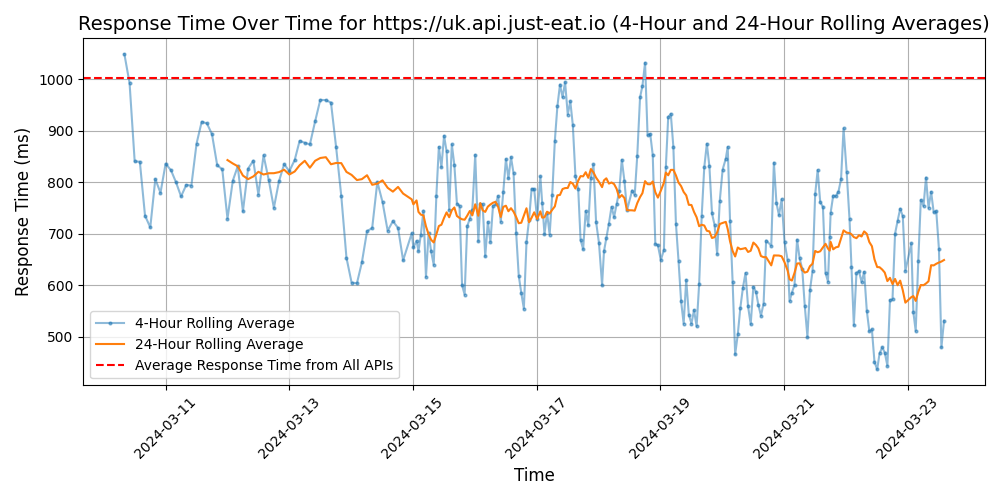 Response Time Over Time for https://uk.api.just-eat.io (4-Hour and 24-Hour Rolling Averages)
Response Time (ms)
1000
900
800
700
600
500
4-Hour Rolling Average
24-Hour Rolling Average
Average Response Time from All APIs
2024-03-11
2024-03-13
2024-03-15
2024-03-17
2024-03-19
2024-03-21
2024-03-23
Time